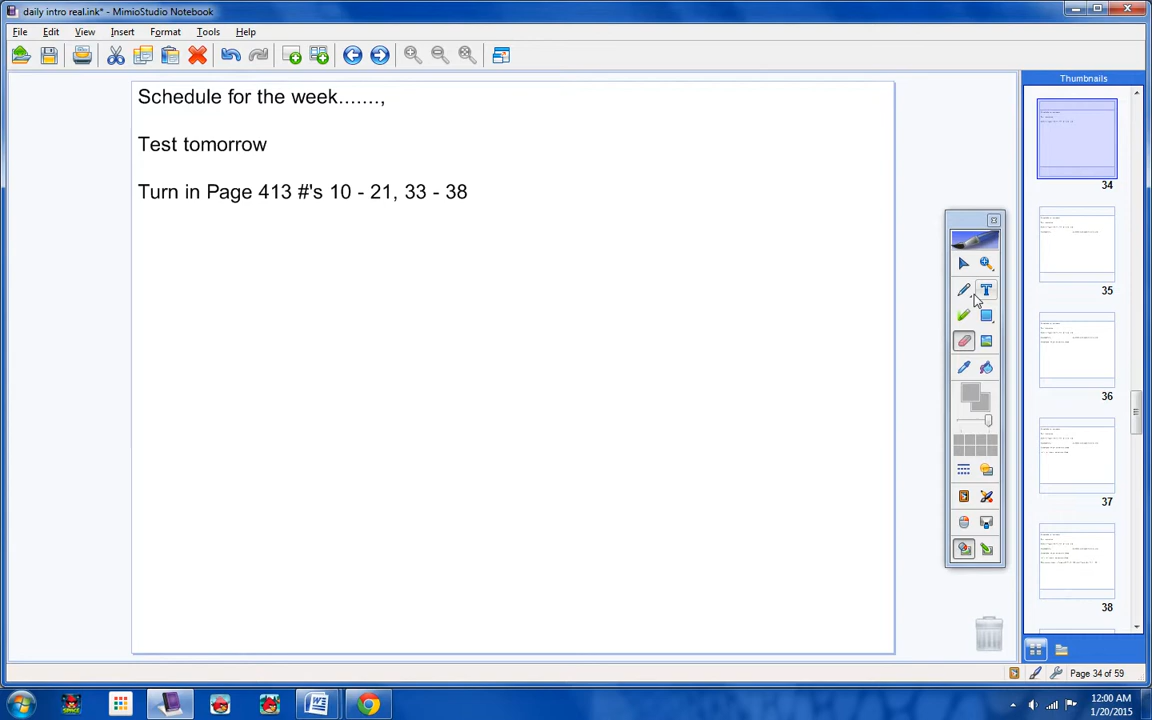 daily intro real.ink* - MimioStudio Notebook
File Edit View Insert Format Tools Help
Thumbnails
Schedule for the week.......,
Test tomorrow
Turn in Page 413 #'s 10 - 21, 33 - 38
34
35
36
37
38
Page 34 of 59
12:00 AM
1/20/2015